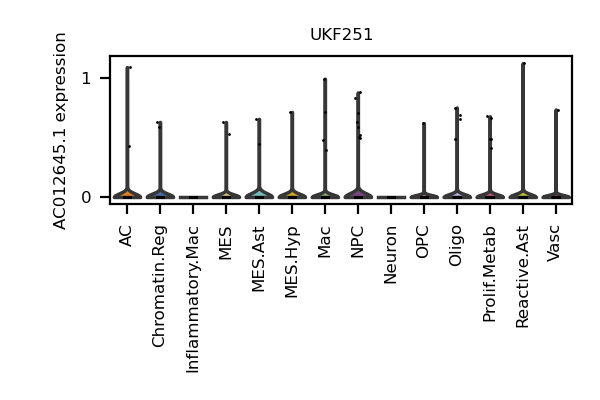 UKF251
AC012645.1 expression
1
0
AC
Chromatin.Reg
Inflammatory.Mac
MES
MES.Ast
MES.Hyp
Mac
NPC
Neuron
OPC
Oligo
Prolif.Metab
Reactive.Ast
Vasc